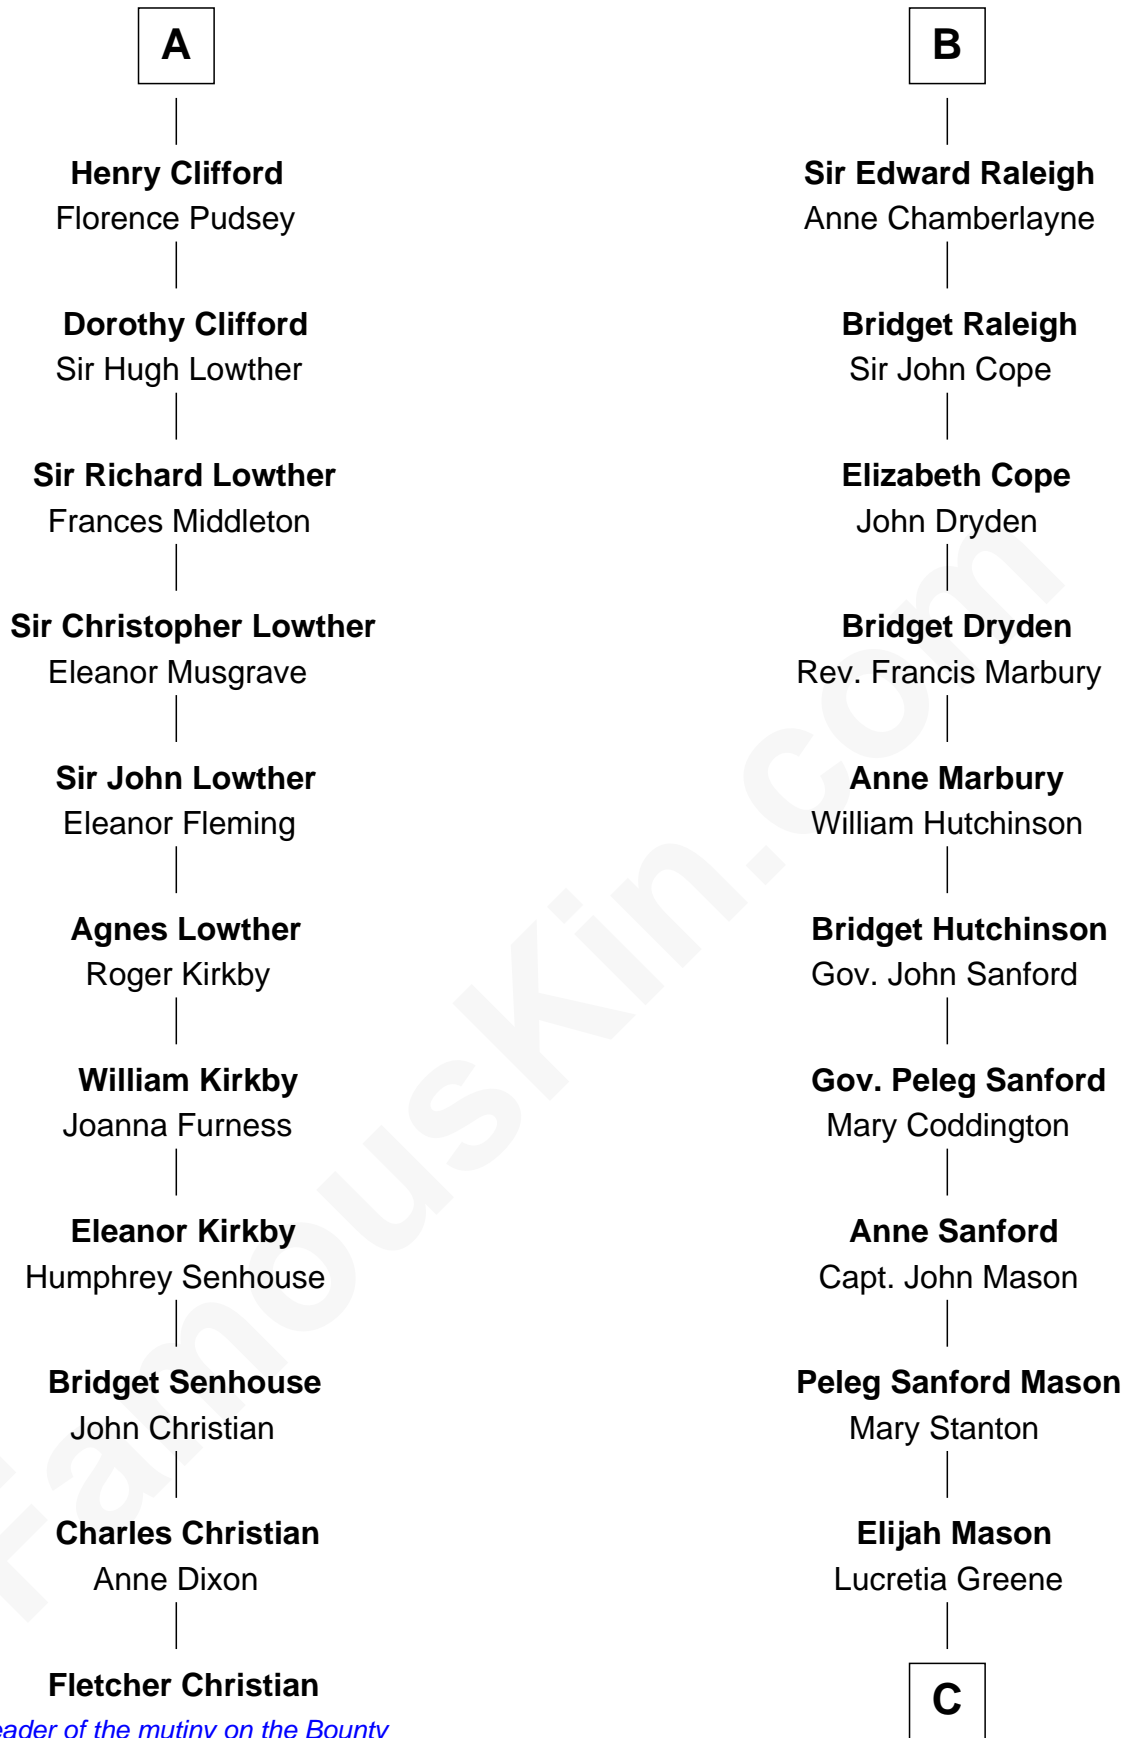 A
Henry Clifford
Florence Pudsey
Dorothy Clifford
Sir Hugh Lowther
Sir Richard Lowther
Frances Middleton
Sir Christopher Lowther
Eleanor Musgrave
Sir John Lowther
Eleanor Fleming
Agnes Lowther
Roger Kirkby
William Kirkby
Joanna Furness
Eleanor Kirkby
Humphrey Senhouse
Bridget Senhouse
John Christian
Charles Christian
Anne Dixon
Fletcher Christian
eader of the mutiny on the Bounty
B
Sir Edward Raleigh
Anne Chamberlayne
Bridget Raleigh
Sir John Cope
Elizabeth Cope
John Dryden
Bridget Dryden
Rev. Francis Marbury
Anne Marbury
William Hutchinson
Bridget Hutchinson
Gov. John Sanford
Gov. Peleg Sanford
Mary Coddington
Anne Sanford
Capt. John Mason
Peleg Sanford Mason
Mary Stanton
Elijah Mason
Lucretia Greene
C
FamousKin.com